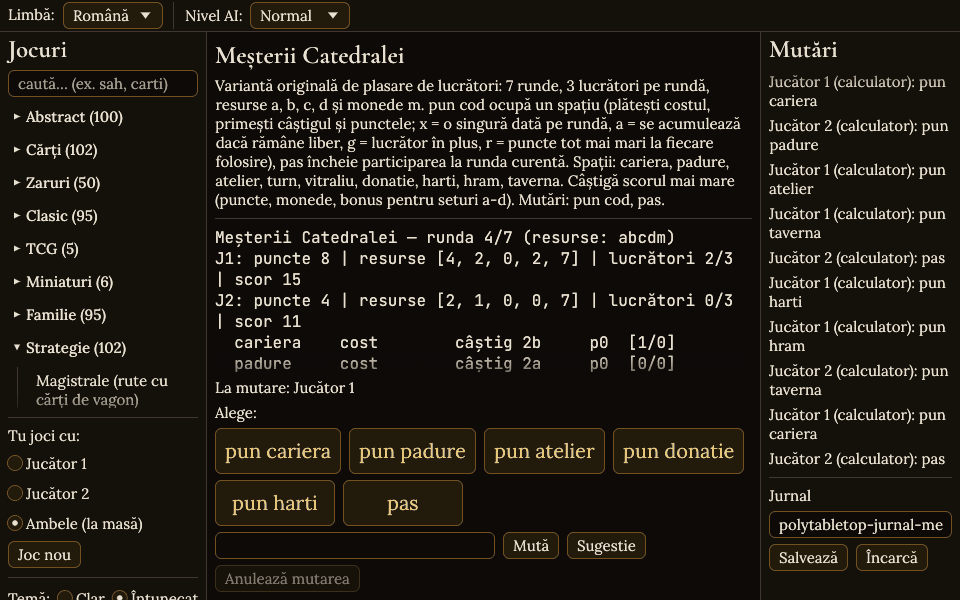 Limbă: Română ▼ Nivel AI: Normal ▼
Jocuri
caută... (ex. sah, carti)
▸ Abstract (100)
▸ Cărți (102)
▸ Zaruri (50)
▸ Clasic (95)
▸ TCG (5)
▸ Miniaturi (6)
▸ Familie (95)
▾ Strategie (102)
Magistrale (rute cu
cărți de vagon)
Tu joci cu:
Jucător 1
Jucător 2
Ambele (la masă)
Joc nou
Temă: Clar Întunecat
Meșterii Catedralei
Variantă originală de plasare de lucrători: 7 runde, 3 lucrători pe rundă,
resurse a, b, c, d și monede m. pun cod ocupă un spațiu (plătești costul,
primești câștigul și punctele; x = o singură dată pe rundă, a = se acumulează
dacă rămâne liber, g = lucrător în plus, r = puncte tot mai mari la fiecare
folosire), pas încheie participarea la runda curentă. Spații: cariera, padure,
atelier, turn, vitraliu, donatie, harti, hram, taverna. Câștigă scorul mai mare
(puncte, monede, bonus pentru seturi a-d). Mutări: pun cod, pas.
Meșterii Catedralei — runda 4/7 (resurse: abcdm)
J1: puncte 8 | resurse [4, 2, 0, 2, 7] | lucrători 2/3
| scor 15
J2: puncte 4 | resurse [2, 1, 0, 0, 7] | lucrători 0/3
| scor 11
cariera cost câștig 2b p0 [1/0]
padure cost câștig 2a p0 [0/0]
La mutare: Jucător 1
Alege:
pun cariera pun padure pun atelier pun donatie
pun harti pas
Mută Sugestie
Anulează mutarea
Mutări
Jucător 1 (calculator): pun
cariera
Jucător 2 (calculator): pun
padure
Jucător 1 (calculator): pun
atelier
Jucător 1 (calculator): pun
taverna
Jucător 2 (calculator): pas
Jucător 1 (calculator): pun
harti
Jucător 1 (calculator): pun
hram
Jucător 2 (calculator): pun
taverna
Jucător 1 (calculator): pun
cariera
Jucător 2 (calculator): pas
Jurnal
polytabletop-jurnal-me
Salvează Încarcă